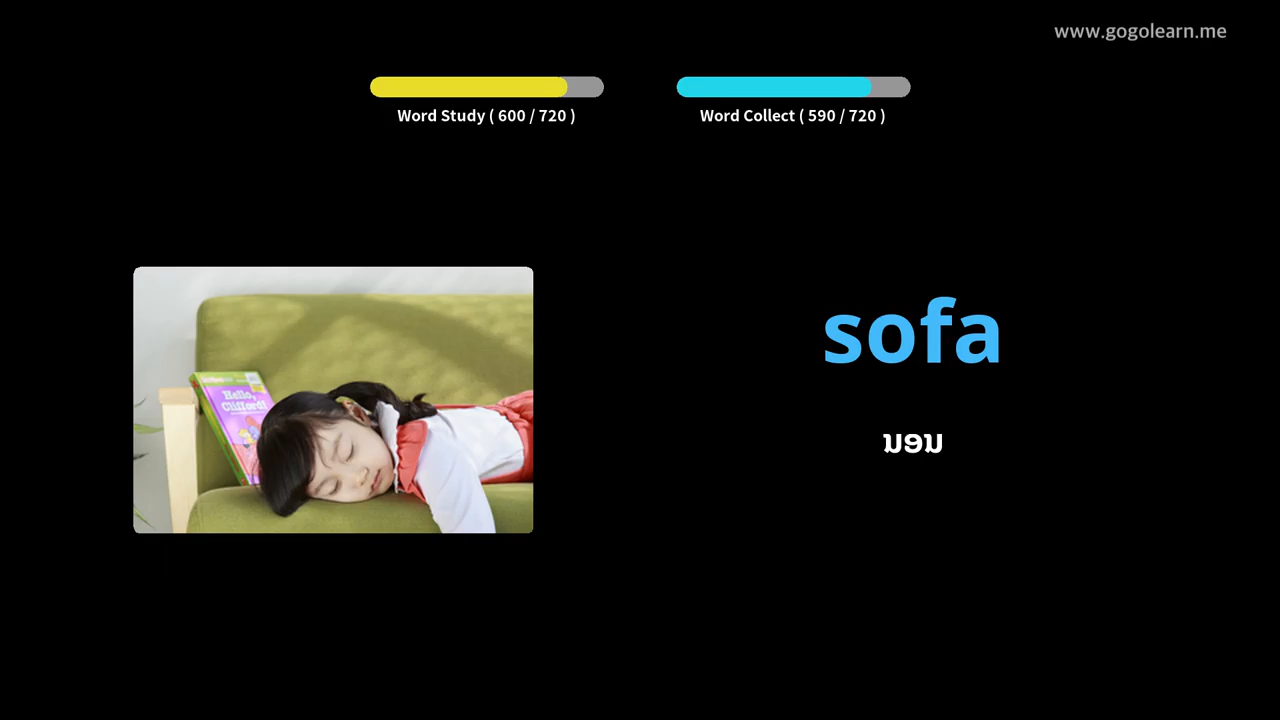 www.gogolearn.me
Word Study ( 600 / 720 )
Word Collect ( 590 / 720 )
Hello,
Clifford!
sofa
ນອນ